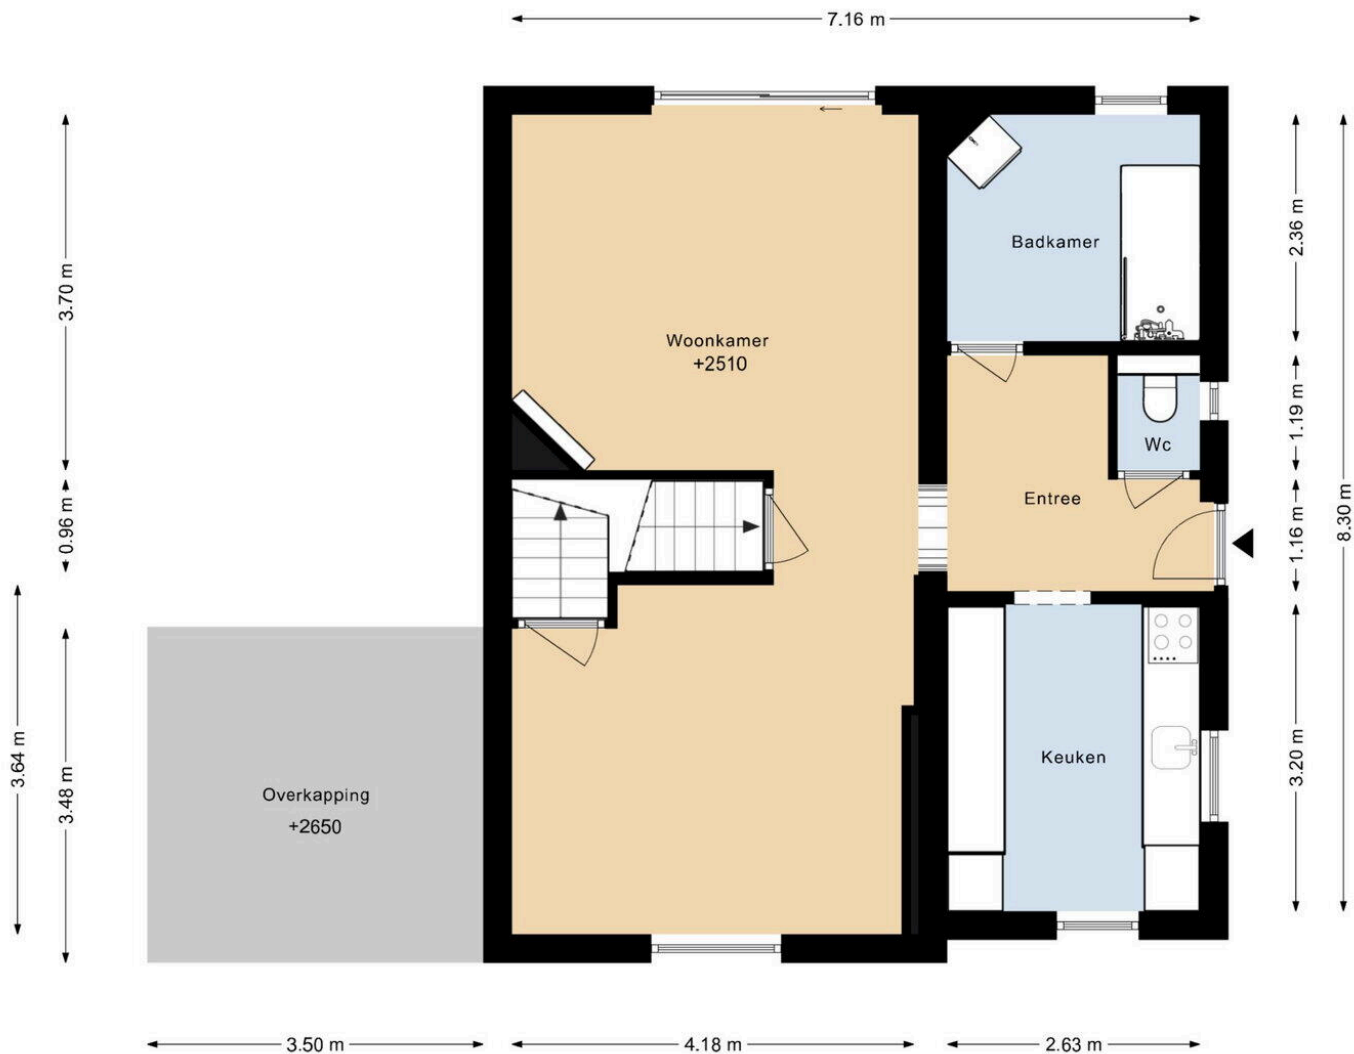 7.16 m
3.70 m
2.36 m
Badkamer
Woonkamer
+2510
1.19 m
Wc
Entree
0.96 m
1.16 m
8.30 m
3.64 m
3.48 m
Overkapping
+2650
Keuken
3.20 m
3.50 m
4.18 m
2.63 m